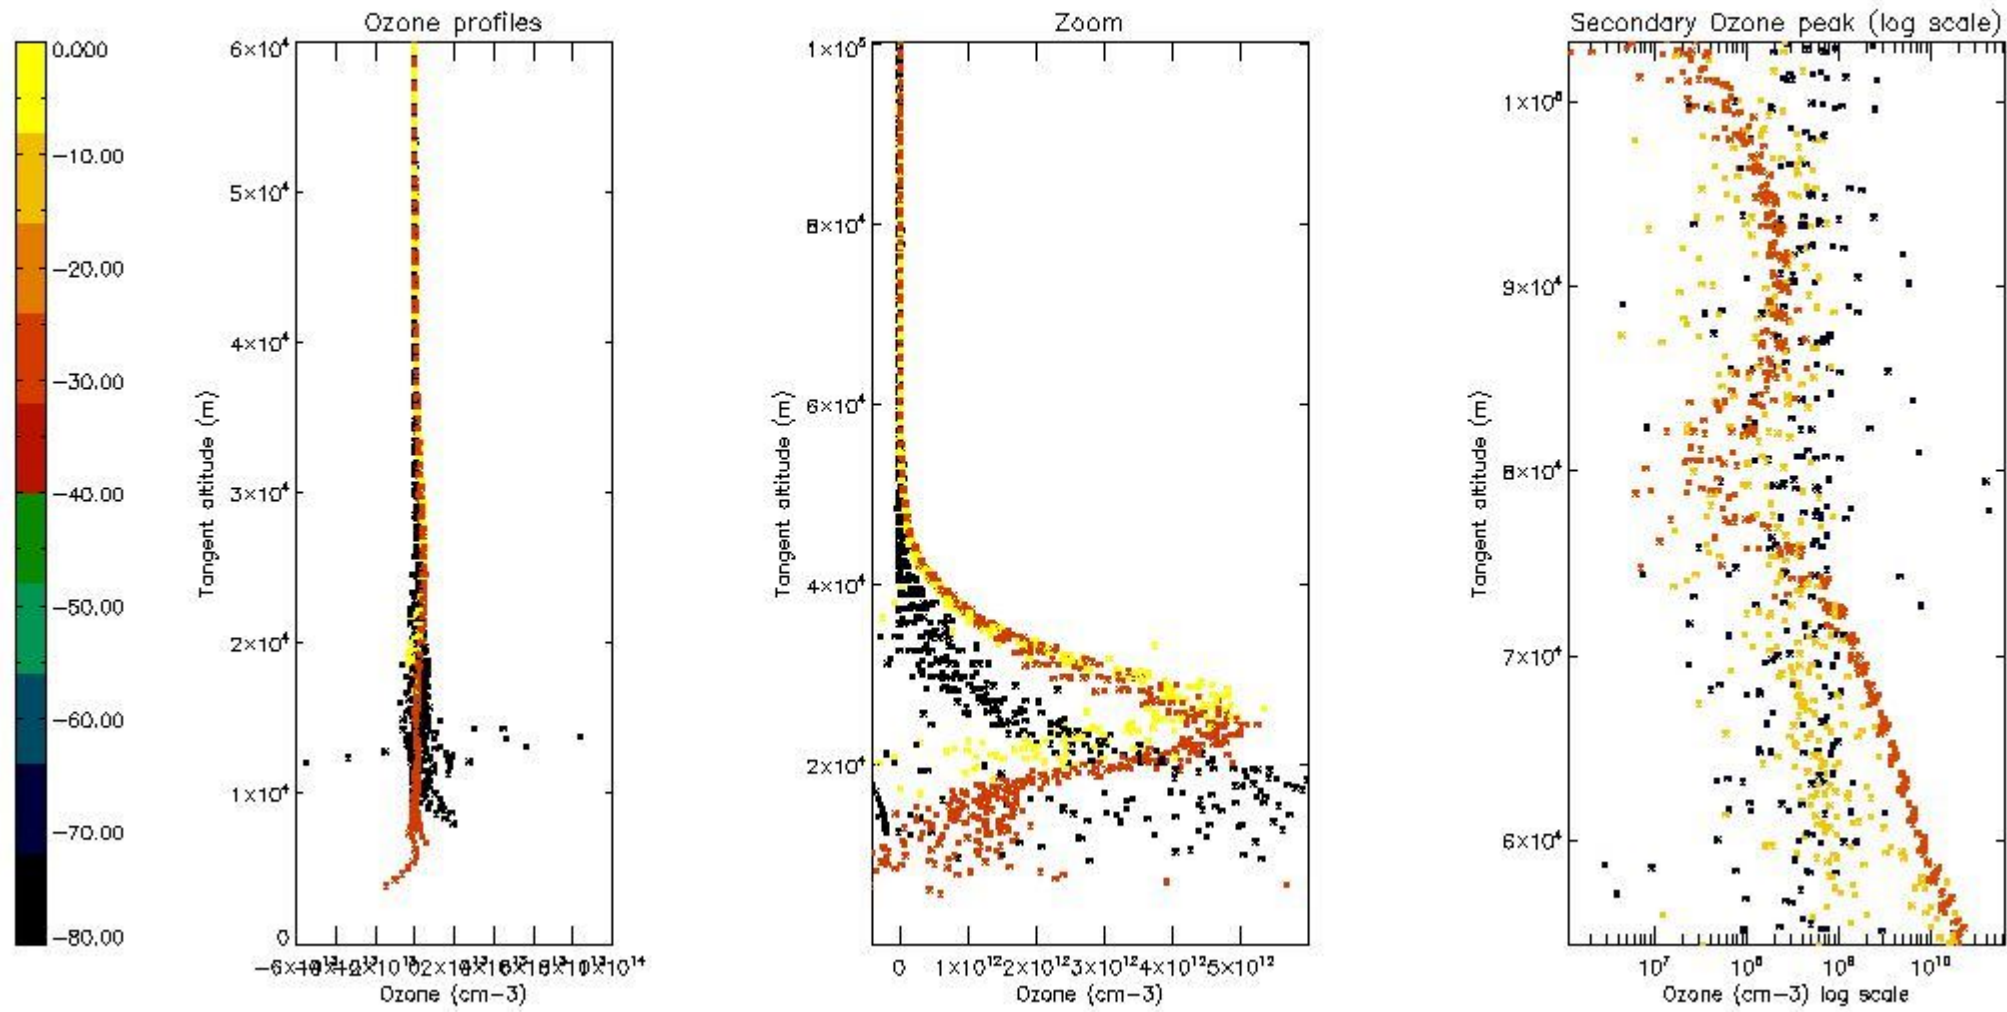 Ozone profiles
Zoom
Secondary Ozone peak (log scale)
0.000
−10.00
−20.00
−30.00
−40.00
−50.00
−60.00
−70.00
−80.00
6×10⁴
5×10⁴
4×10⁴
3×10⁴
2×10⁴
1×10⁴
0
Tangent altitude (m)
Ozone (cm−3)
1×10⁵
8×10⁴
6×10⁴
4×10⁴
2×10⁴
Tangent altitude (m)
0 1×10¹² 2×10¹² 3×10¹² 4×10¹² 5×10¹²
Ozone (cm−3)
9×10⁴
8×10⁴
7×10⁴
6×10⁴
Tangent altitude (m)
10⁷ 10⁸ 10⁹ 10¹⁰
Ozone (cm−3) log scale